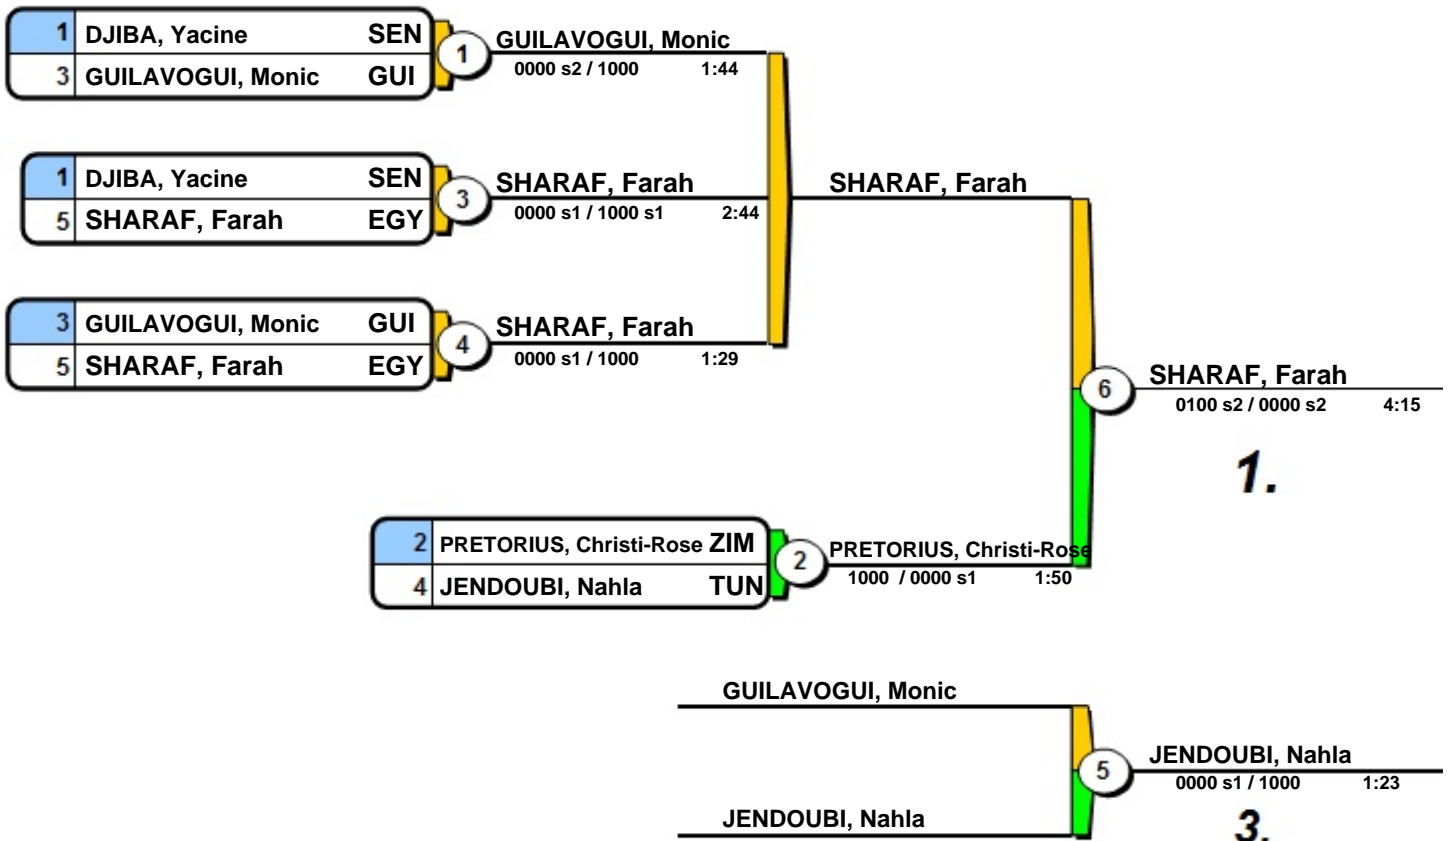 1 DJIBA, Yacine SEN
3 GUILAVOGUI, Monic GUI
1
GUILAVOGUI, Monic
0000 s2 / 1000 1:44
1 DJIBA, Yacine SEN
5 SHARAF, Farah EGY
3
SHARAF, Farah
0000 s1 / 1000 s1 2:44
SHARAF, Farah
3 GUILAVOGUI, Monic GUI
5 SHARAF, Farah EGY
4
SHARAF, Farah
0000 s1 / 1000 1:29
6
SHARAF, Farah
0100 s2 / 0000 s2 4:15
1.
2 PRETORIUS, Christi-Rose ZIM
4 JENDOUBI, Nahla TUN
2
PRETORIUS, Christi-Rose
1000 / 0000 s1 1:50
GUILAVOGUI, Monic
5
JENDOUBI, Nahla
0000 s1 / 1000 1:23
JENDOUBI, Nahla
3.